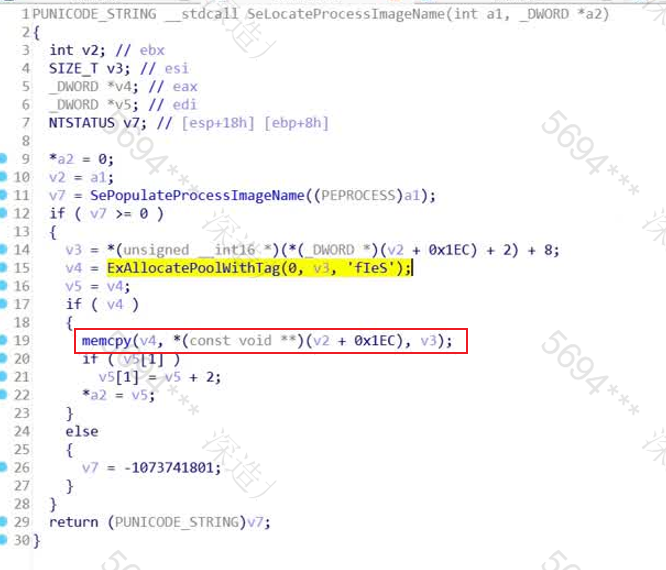 1 PUNICODE_STRING __stdcall SeLocateProcessImageName(int a1, _DWORD *a2)
2 {
3 int v2; // ebx
4 SIZE_T v3; // esi
5 _DWORD *v4; // eax
6 _DWORD *v5; // edi
7 NTSTATUS v7; // [esp+18h] [ebp+8h]
8
9 *a2 = 0;
10 v2 = a1;
11 v7 = SePopulateProcessImageName((PEPROCESS)a1);
12 if ( v7 >= 0 )
13 {
14 v3 = *(unsigned __int16 *)(*(_DWORD *)(v2 + 0x1EC) + 2) + 8;
15 v4 = ExAllocatePoolWithTag(0, v3, 'fIeS');
16 v5 = v4;
17 if ( v4 )
18 {
19 memcpy(v4, *(const void **)(v2 + 0x1EC), v3);
20 if ( v5[1] )
21 v5[1] = v5 + 2;
22 *a2 = v5;
23 }
24 else
25 {
26 v7 = -1073741801;
27 }
28 }
29 return (PUNICODE_STRING)v7;
30 }
5694***
深造
5694***
5694***
深造
5694***
深造